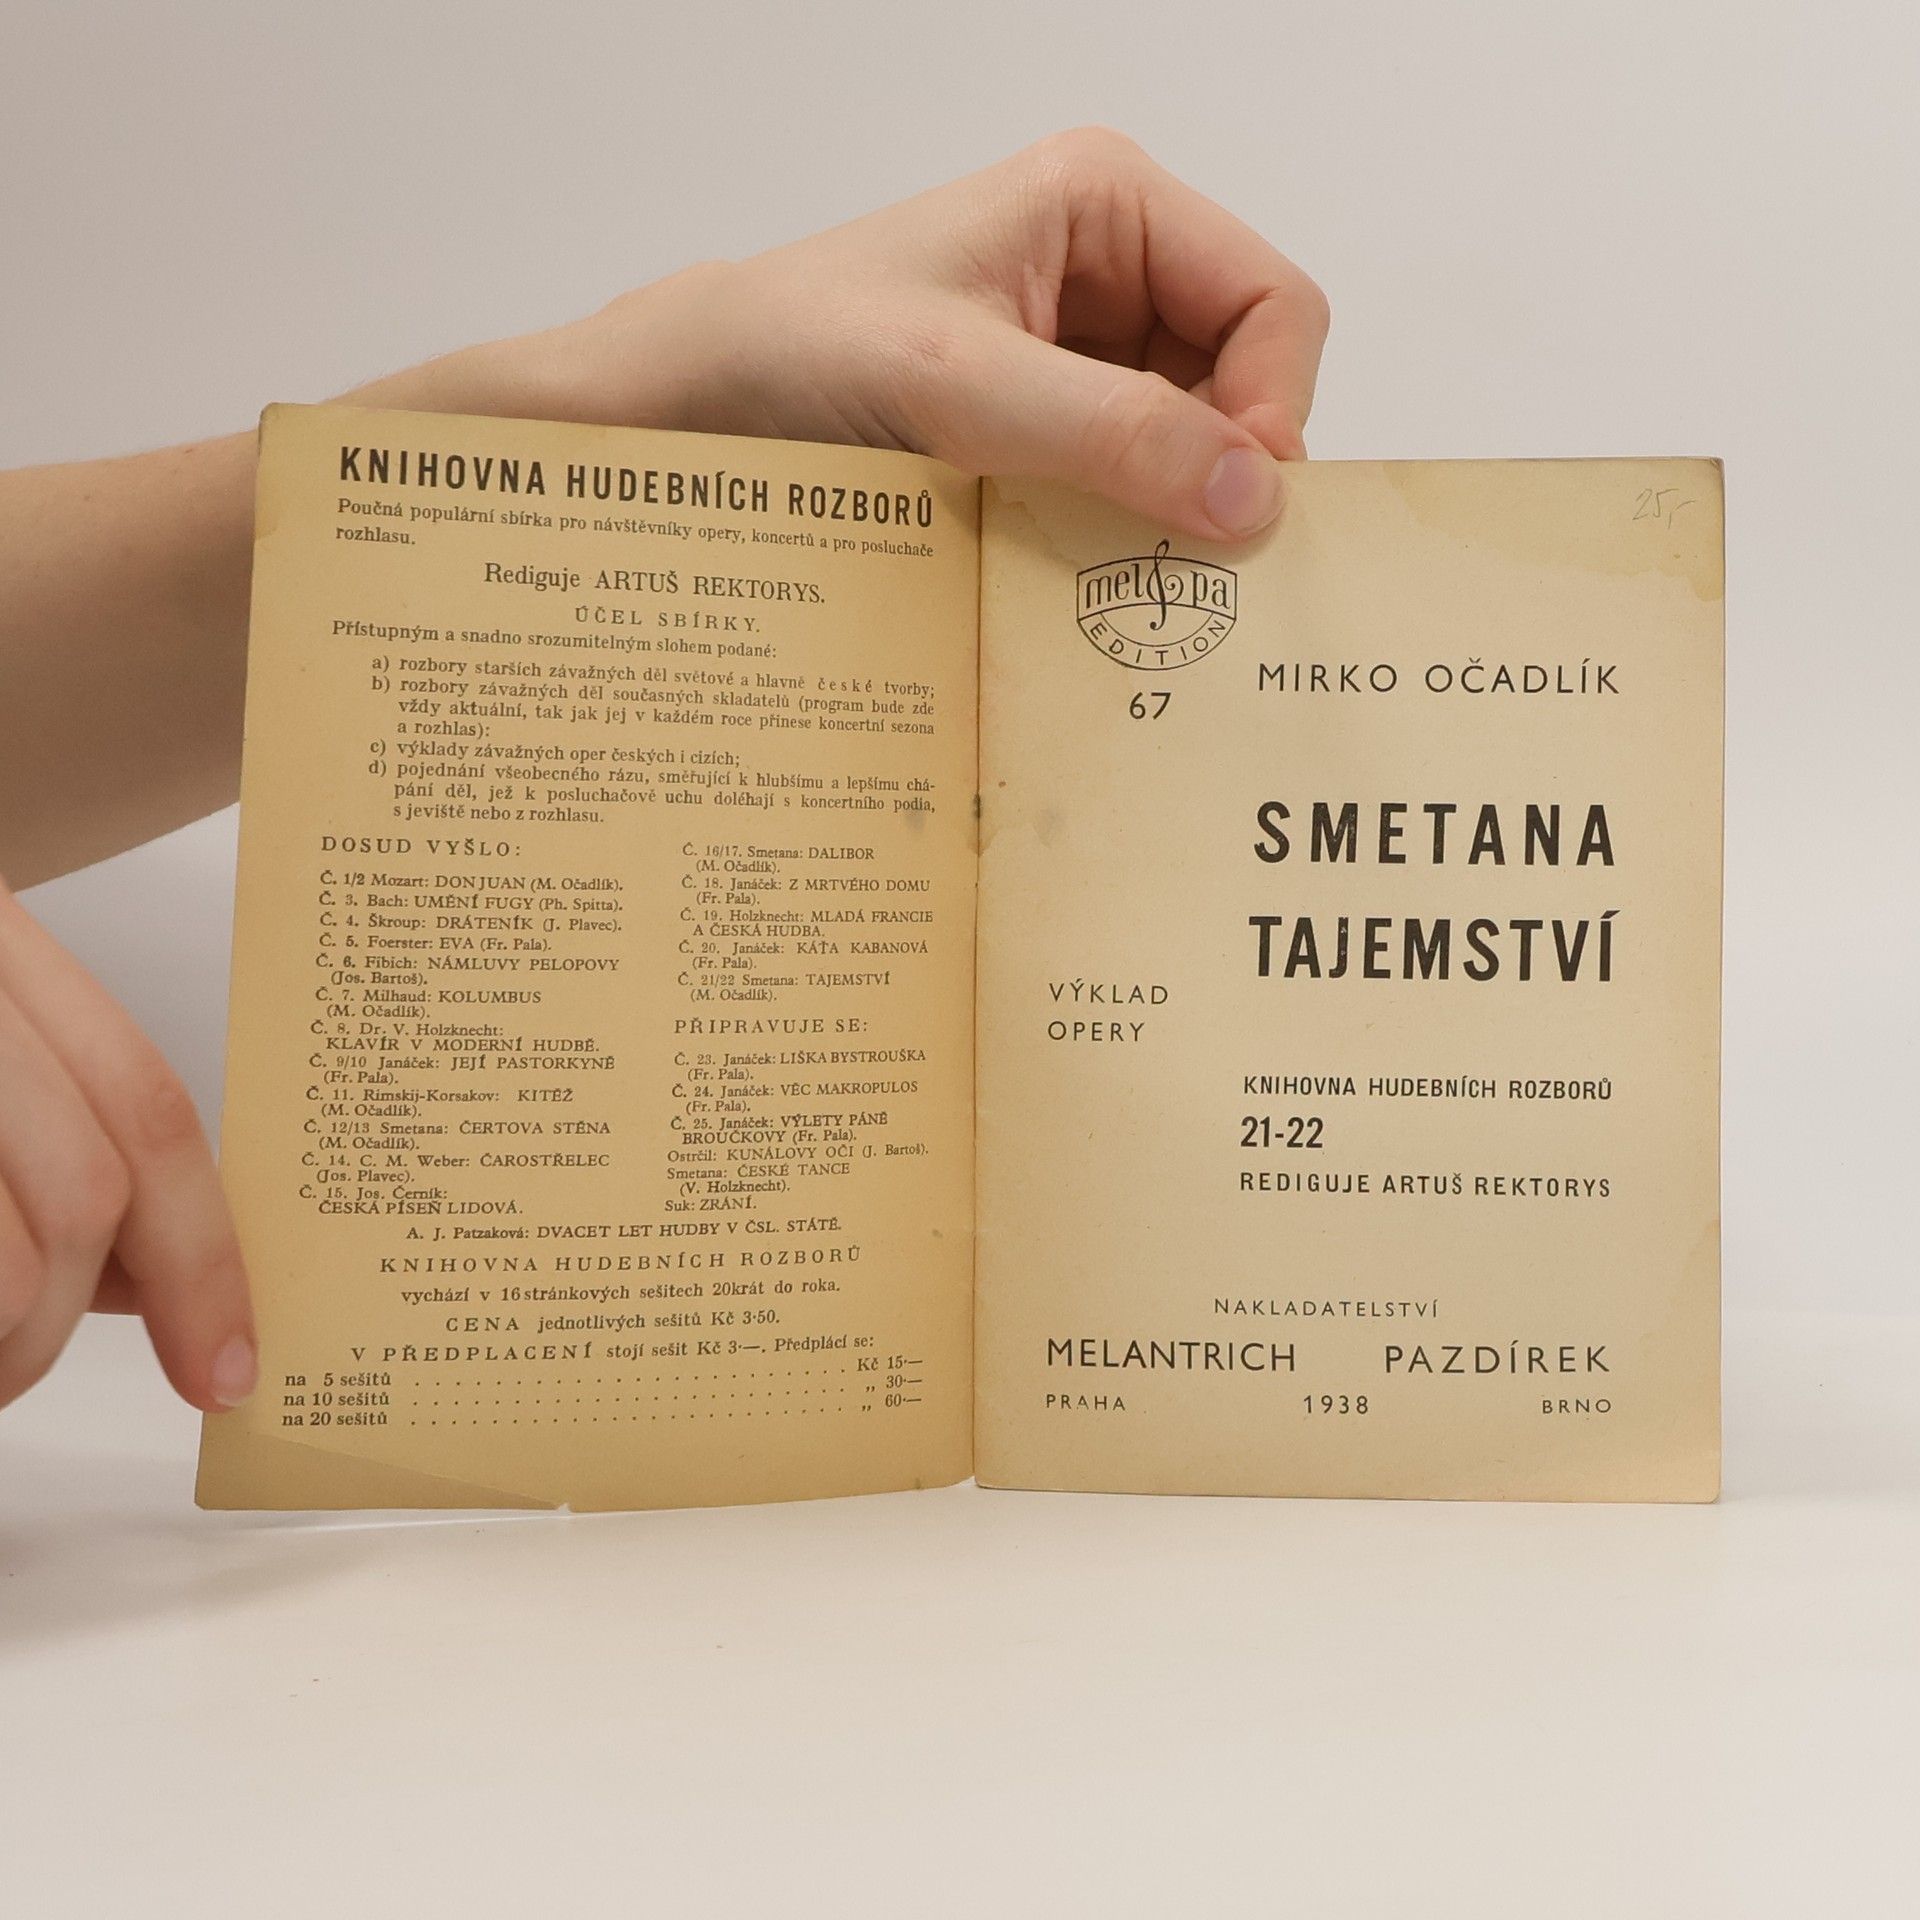 KNIHOVNA HUDEBNÍCH ROZBORŮ
Poučná populární sbírka pro návštěvníky opery, koncertů a pro posluchače
rozhlasu.
Rediguje ARTUŠ REKTORYS.
ÚČEL SBÍRKY.
Přístupným a snadno srozumitelným slohem podané:
a) rozbory starších závažných děl světové a hlavně české tvorby;
b) rozbory závažných děl současných skladatelů (program bude zde
vždy aktuální, tak jak jej v každém roce přinese koncertní sezona
a rozhlas):
c) výklady závažných oper českých i cizích;
d) pojednání všeobecného rázu, směřující k hlubšímu a lepšímu chá-
pání děl, jež k posluchačově uchu doléhají s koncertního podia,
s jeviště nebo z rozhlasu.
DOSUD VYŠLO:
Č. 1/2 Mozart: DON JUAN (M. Očadlík).
Č. 3. Bach: UMĚNÍ FUGY (Ph. Spitta).
Č. 4. Škroup: DRÁTENÍK (J. Plavec).
Č. 5. Foerster: EVA (Fr. Pala).
Č. 6. Fibich: NÁMLUVY PELOPOVY
(Jos. Bartoš).
Č. 7. Milhaud: KOLUMBUS
(M. Očadlík).
Č. 8. Dr. V. Holzknecht:
KLAVÍR V MODERNÍ HUDBĚ.
Č. 9/10 Janáček: JEJÍ PASTORKYNĚ
(Fr. Pala).
Č. 11. Rimskij-Korsakov: KITĚŽ
(M. Očadlík).
Č. 12/13 Smetana: ČERTOVA STĚNA
(M. Očadlík).
Č. 14. C. M. Weber: ČAROSTŘELEC
(Jos. Plavec).
Č. 15. Jos. Černík:
ČESKÁ PÍSEŇ LIDOVÁ.
Č. 16/17. Smetana: DALIBOR
(M. Očadlík).
Č. 18. Janáček: Z MRTVÉHO DOMU
(Fr. Pala).
Č. 19. Holzknecht: MLADÁ FRANCIE
A ČESKÁ HUDBA.
Č. 20. Janáček: KÁŤA KABANOVÁ
(Fr. Pala).
Č. 21/22 Smetana: TAJEMSTVÍ
(M. Očadlík).
PŘIPRAVUJE SE:
Č. 23. Janáček: LIŠKA BYSTROUŠKA
(Fr. Pala).
Č. 24. Janáček: VĚC MAKROPULOS
(Fr. Pala).
Č. 25. Janáček: VÝLETY PÁNĚ
BROUČKOVY (Fr. Pala).
Ostrčil: KUNÁLOVY OČI (J. Bartoš).
Smetana: ČESKÉ TANCE
(V. Holzknecht).
Suk: ZRÁNÍ.
A. J. Patzaková: DVACET LET HUDBY V ČSL. STÁTĚ.
KNIHOVNA HUDEBNÍCH ROZBORŮ
vychází v 16 stránkových sešitech 20krát do roka.
CENA jednotlivých sešitů Kč 3·50.
V PŘEDPLACENÍ stojí sešit Kč 3·—. Předplácí se:
na 5 sešitů . . . . . . . . . . . . . . . . . . . . Kč 15·—
na 10 sešitů . . . . . . . . . . . . . . . . . . . . „ 30·—
na 20 sešitů . . . . . . . . . . . . . . . . . . . . „ 60·—
25,-
melpa
EDITION
67
MIRKO OČADLÍK
SMETANA
TAJEMSTVÍ
VÝKLAD
OPERY
KNIHOVNA HUDEBNÍCH ROZBORŮ
21-22
REDIGUJE ARTUŠ REKTORYS
NAKLADATELSTVÍ
MELANTRICH PAZDÍREK
PRAHA 1938 BRNO